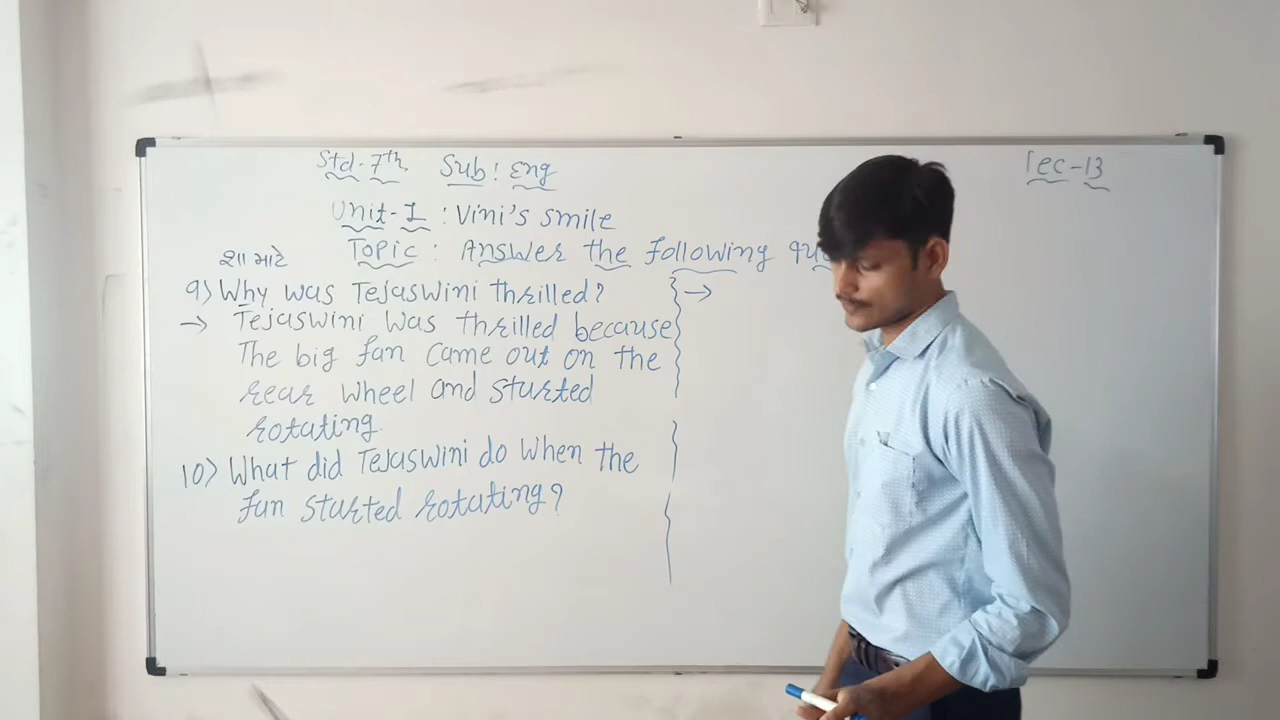 Std-7th. Sub: Eng
lec-13
Unit-1 : Vini's smile
Topic : Answer the following
શા માટે
9) Why was Tejaswini thrilled?
→ Tejaswini was thrilled because
The big fan came out on the
rear wheel and started
rotating.
10) What did Tejaswini do when the
fan started rotating?
→